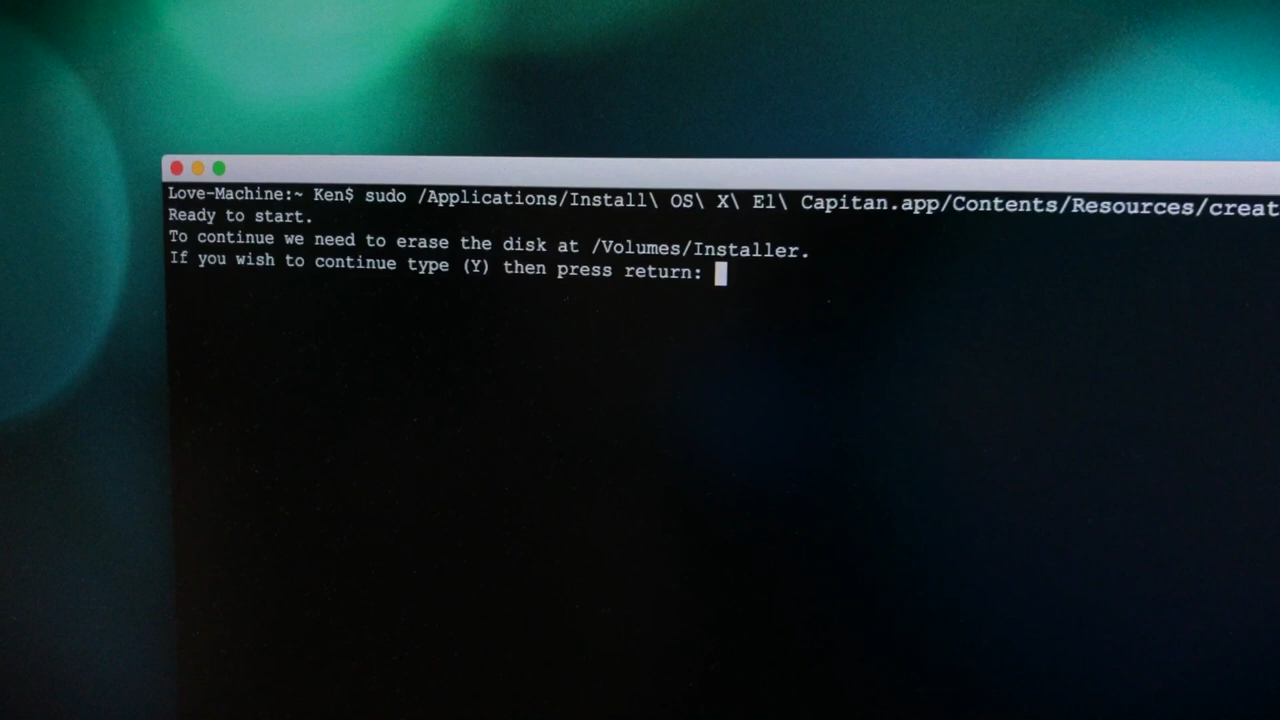 Love-Machine:~ Ken$ sudo /Applications/Install\ OS\ X\ El\ Capitan.app/Contents/Resources/creat
Ready to start.
To continue we need to erase the disk at /Volumes/Installer.
If you wish to continue type (Y) then press return: